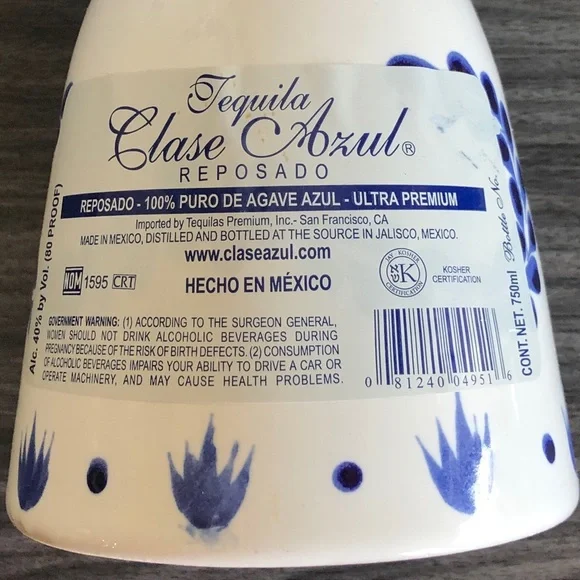 Tequila
Clase Azul®
REPOSADO
REPOSADO - 100% PURO DE AGAVE AZUL - ULTRA PREMIUM
Imported by Tequilas Premium, Inc.- San Francisco, CA
MADE IN MEXICO, DISTILLED AND BOTTLED AT THE SOURCE IN JALISCO, MEXICO.
www.claseazul.com
NOM 1595 CRT
HECHO EN MÉXICO
JAY - KOSHER
K
CERTIFICATION
KOSHER
CERTIFICATION
GOVERNMENT WARNING: (1) ACCORDING TO THE SURGEON GENERAL,
WOMEN SHOULD NOT DRINK ALCOHOLIC BEVERAGES DURING
PREGNANCY BECAUSE OF THE RISK OF BIRTH DEFECTS. (2) CONSUMPTION
OF ALCOHOLIC BEVERAGES IMPAIRS YOUR ABILITY TO DRIVE A CAR OR
OPERATE MACHINERY, AND MAY CAUSE HEALTH PROBLEMS.
0 81240 04951 6
Alc. 40% by Vol. (80 PROOF)
CONT. NET. 750ml
Bottle No.